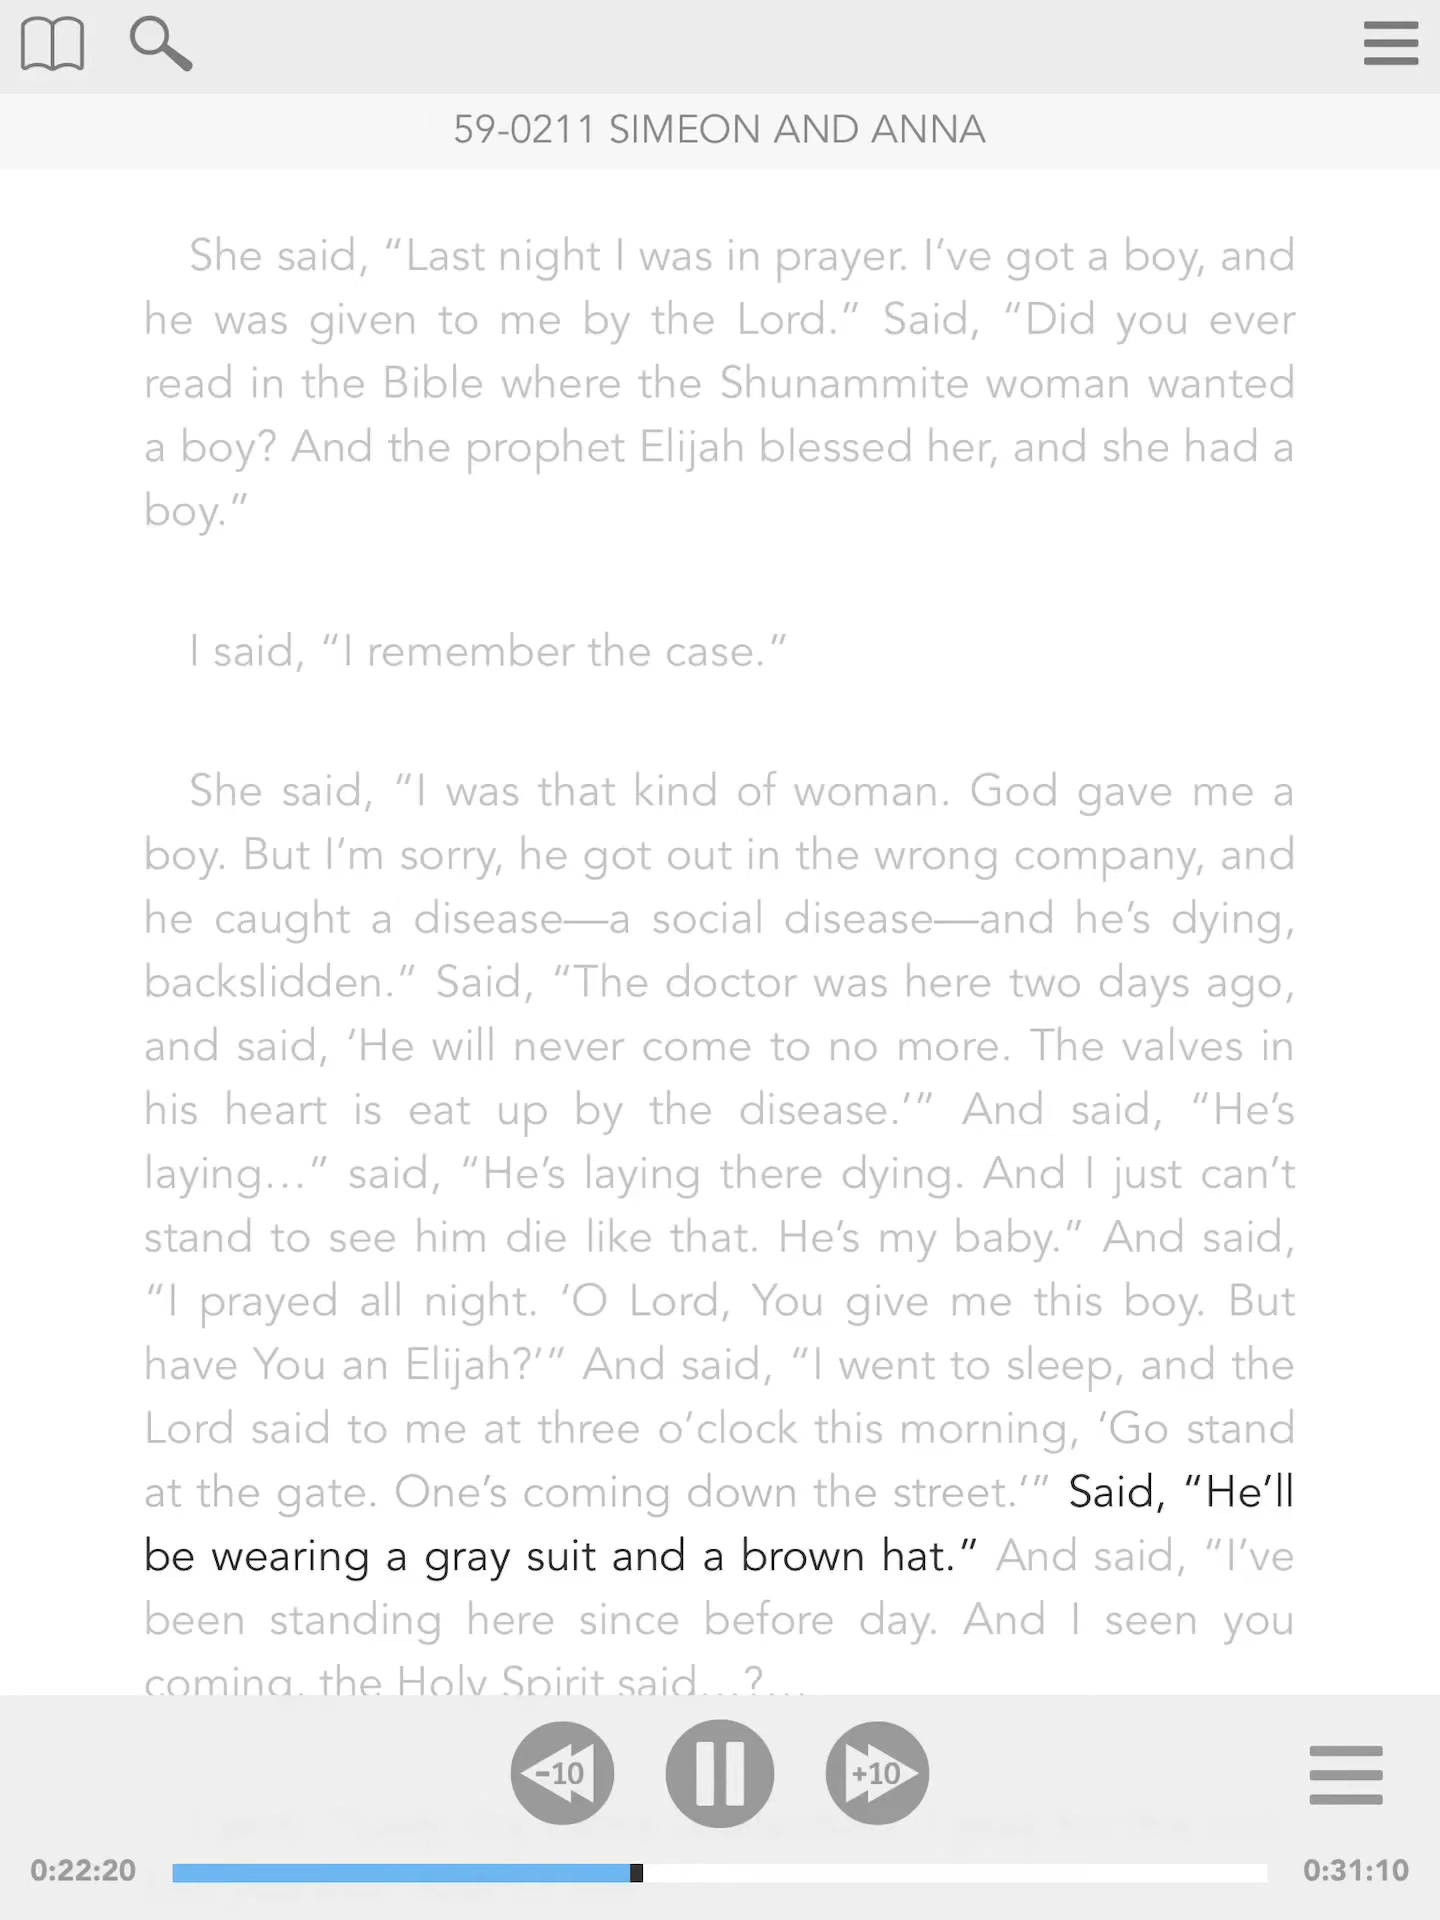 59-0211 SIMEON AND ANNA
She said, “Last night I was in prayer. I’ve got a boy, and
he was given to me by the Lord.” Said, “Did you ever
read in the Bible where the Shunammite woman wanted
a boy? And the prophet Elijah blessed her, and she had a
boy.”
I said, “I remember the case.”
She said, “I was that kind of woman. God gave me a
boy. But I’m sorry, he got out in the wrong company, and
he caught a disease—a social disease—and he’s dying,
backslidden.” Said, “The doctor was here two days ago,
and said, ‘He will never come to no more. The valves in
his heart is eat up by the disease.’” And said, “He’s
laying…” said, “He’s laying there dying. And I just can’t
stand to see him die like that. He’s my baby.” And said,
“I prayed all night. ‘O Lord, You give me this boy. But
have You an Elijah?’” And said, “I went to sleep, and the
Lord said to me at three o’clock this morning, ‘Go stand
at the gate. One’s coming down the street.’” Said, “He’ll
be wearing a gray suit and a brown hat.” And said, “I’ve
been standing here since before day. And I seen you
coming, the Holy Spirit said…?…
-10 +10
0:22:20 0:31:10